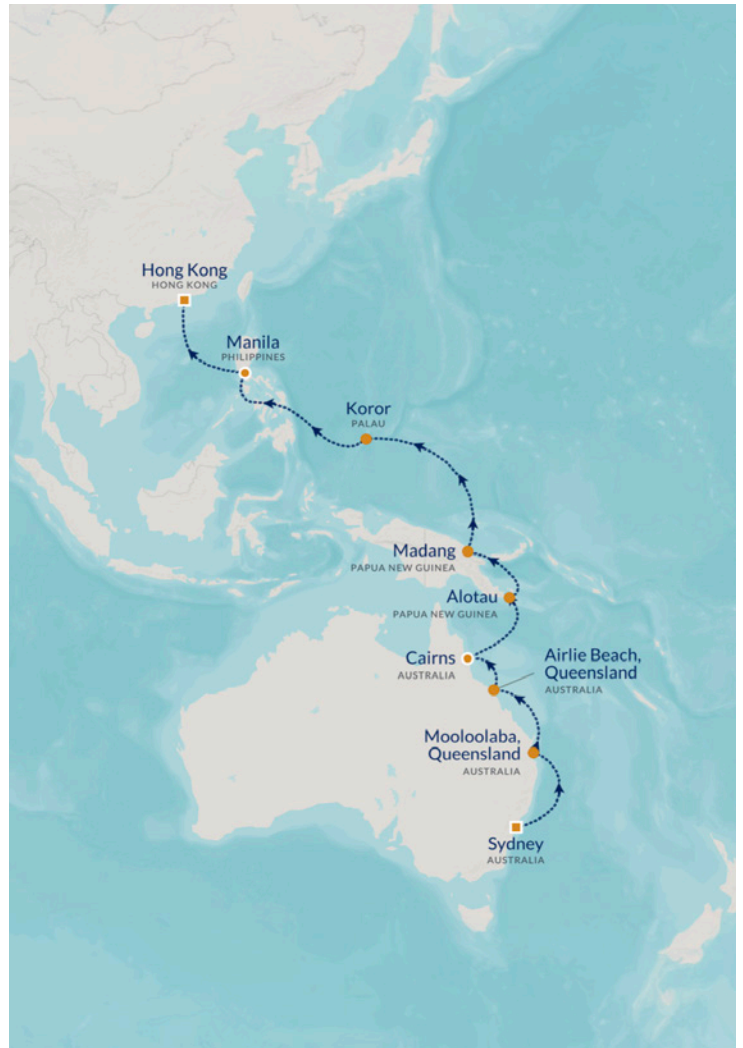 Hong Kong
HONG KONG
Manila
PHILIPPINES
Koror
PALAU
Madang
PAPUA NEW GUINEA
Alotau
PAPUA NEW GUINEA
Cairns
AUSTRALIA
Airlie Beach,
Queensland
AUSTRALIA
Mooloolaba,
Queensland
AUSTRALIA
Sydney
AUSTRALIA